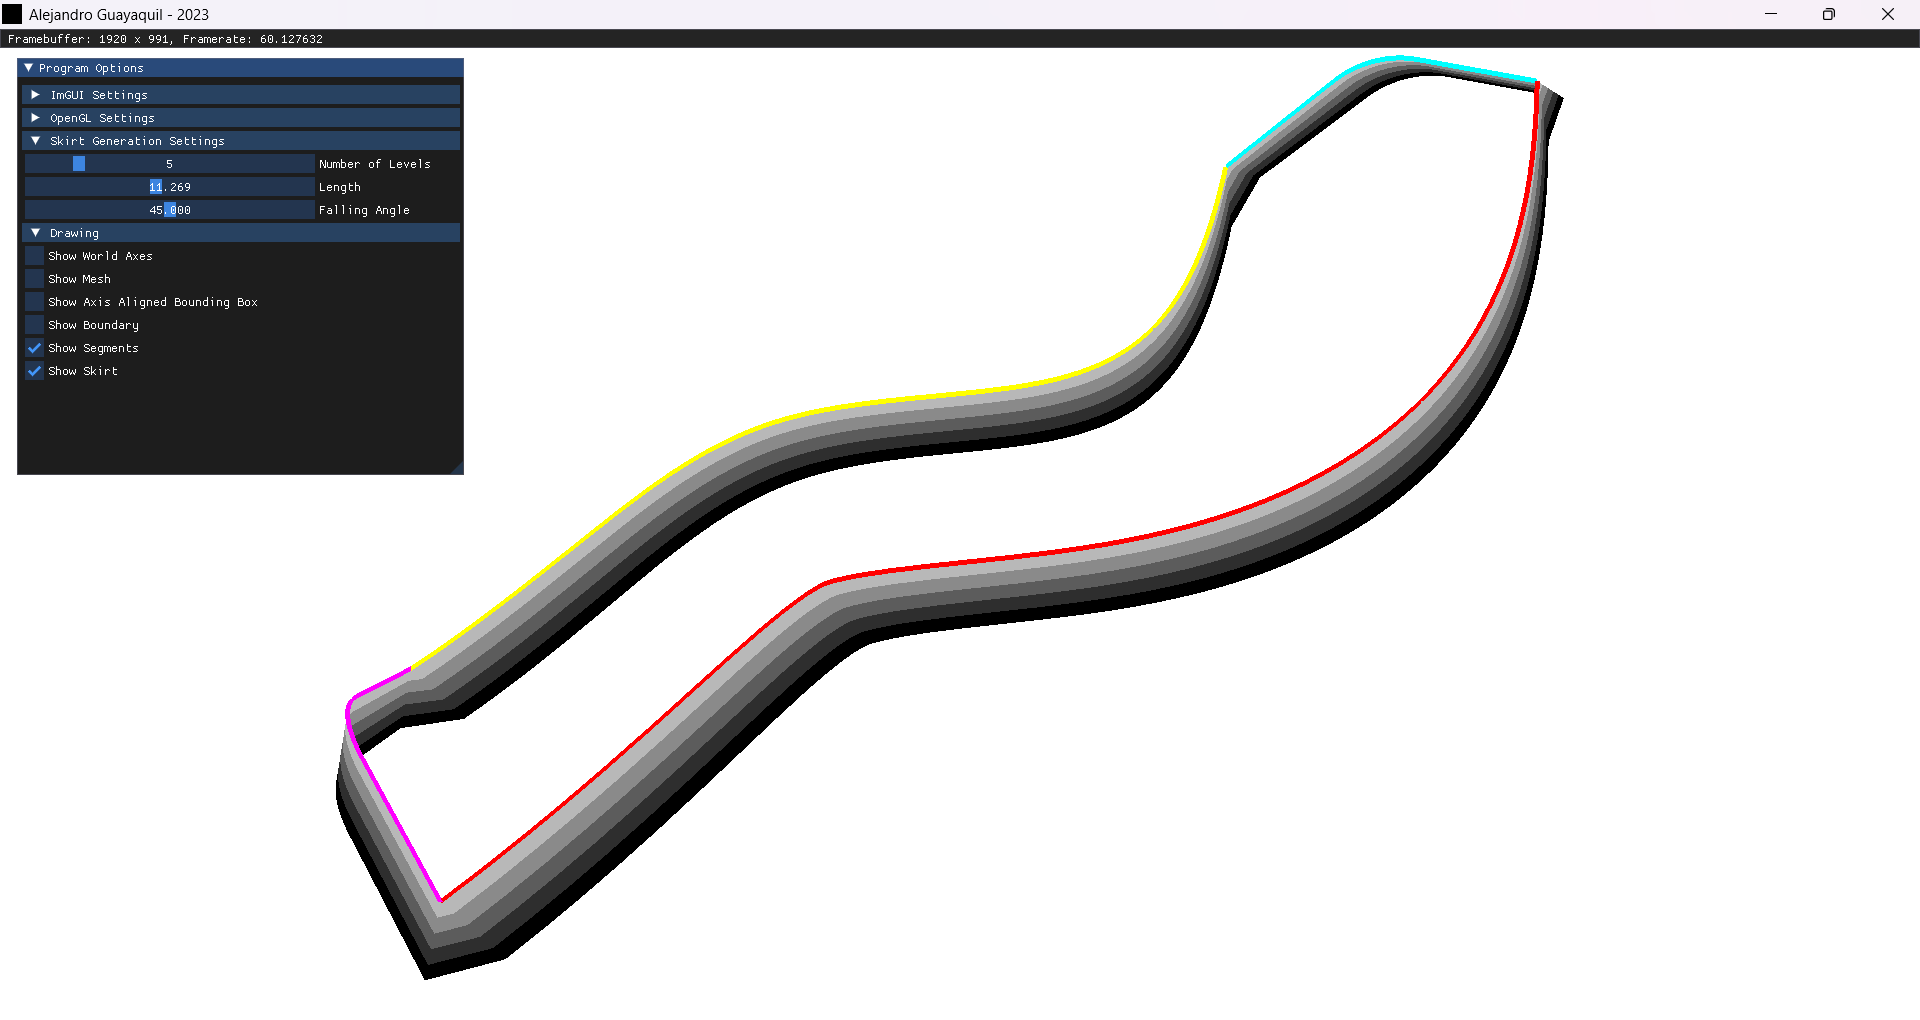 Alejandro Guayaquil - 2023
Framebuffer: 1920 x 991, Framerate: 60.127632
Program Options
ImGUI Settings
OpenGL Settings
Skirt Generation Settings
5 Number of Levels
11.269 Length
45.000 Falling Angle
Drawing
Show World Axes
Show Mesh
Show Axis Aligned Bounding Box
Show Boundary
Show Segments
Show Skirt